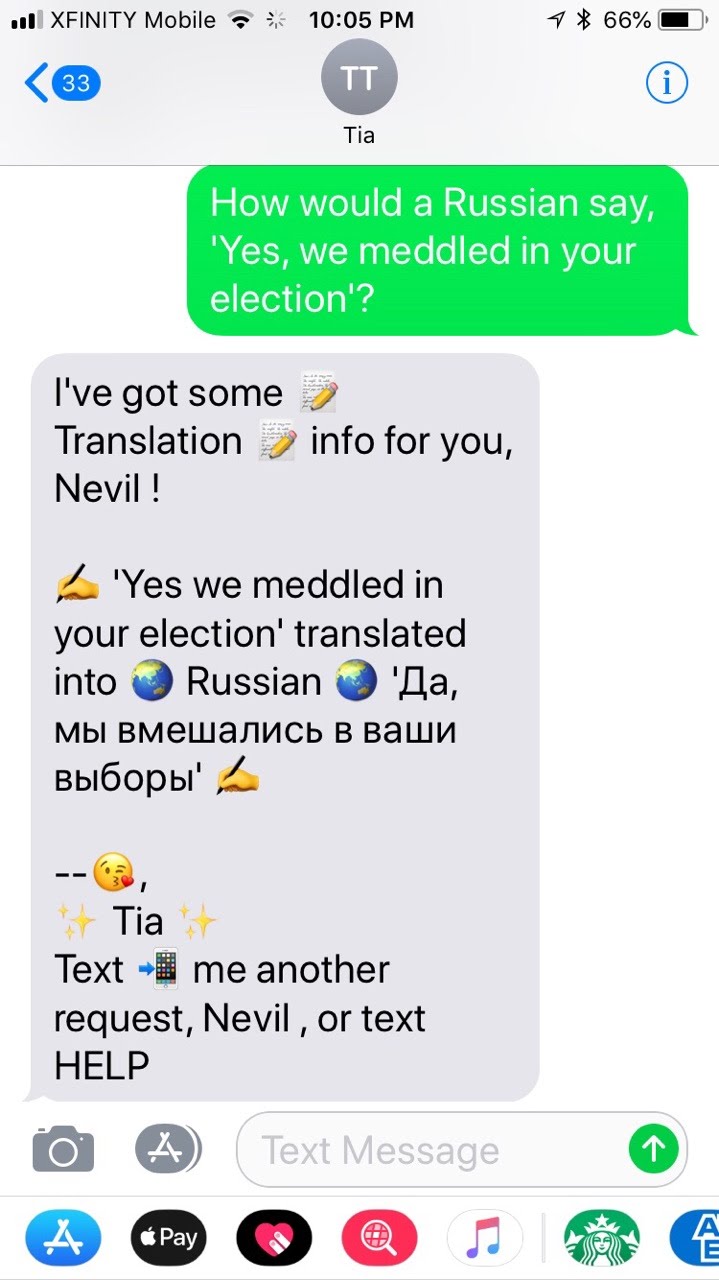 XFINITY Mobile 10:05 PM 66%
33
TT
Tia
How would a Russian say,
'Yes, we meddled in your
election'?
I've got some 📝
Translation 📝 info for you,
Nevil !
✍️ 'Yes we meddled in
your election' translated
into 🌏 Russian 🌏 'Да,
мы вмешались в ваши
выборы' ✍️
--😘,
✨ Tia ✨
Text 📲 me another
request, Nevil , or text
HELP
Text Message
Pay